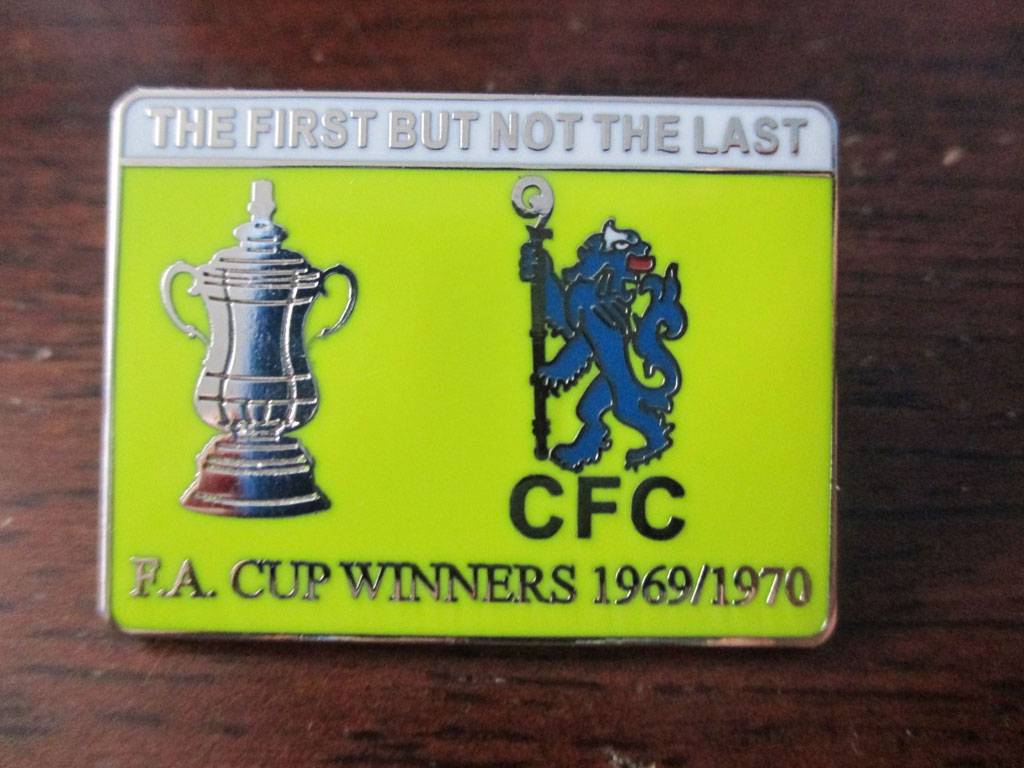 THE FIRST BUT NOT THE LAST
CFC
F.A. CUP WINNERS 1969/1970